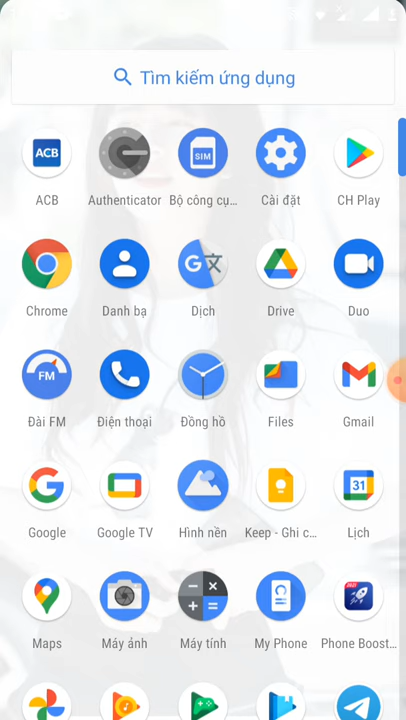 Tìm kiếm ứng dụng
ACB
SIM
ACB
Authenticator
Bộ công cụ...
Cài đặt
CH Play
G文
Chrome
Danh bạ
Dịch
Drive
Duo
FM
Đài FM
Điện thoại
Đồng hồ
Files
Gmail
31
Google
Google TV
Hình nền
Keep - Ghi c...
Lịch
Maps
Máy ảnh
Máy tính
My Phone
Phone Boost...